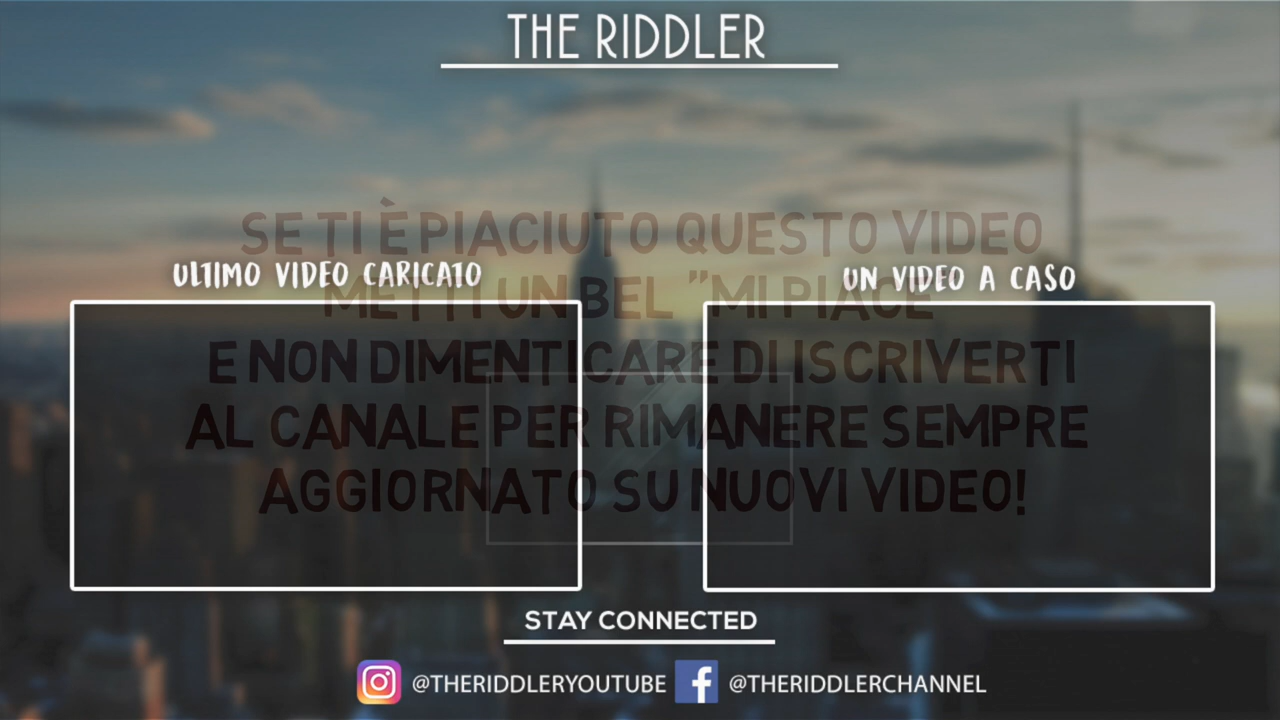 THE RIDDLER
SE TI È PIACIUTO QUESTO VIDEO
ULTIMO VIDEO CARICATO
UN VIDEO A CASO
METTI UN BEL "MI PIACE"
E NON DIMENTICARE DI ISCRIVERTI
AL CANALE PER RIMANERE SEMPRE
AGGIORNATO SU NUOVI VIDEO!
STAY CONNECTED
@THERIDDLERYOUTUBE
@THERIDDLERCHANNEL